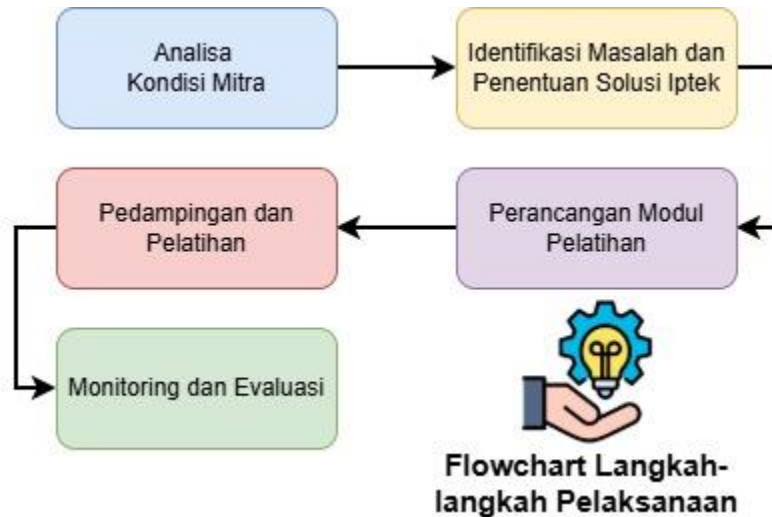 Analisa
Kondisi Mitra
Identifikasi Masalah dan
Penentuan Solusi Iptek
Perancangan Modul
Pelatihan
Pedampingan dan
Pelatihan
Monitoring dan Evaluasi
Flowchart Langkah-
langkah Pelaksanaan